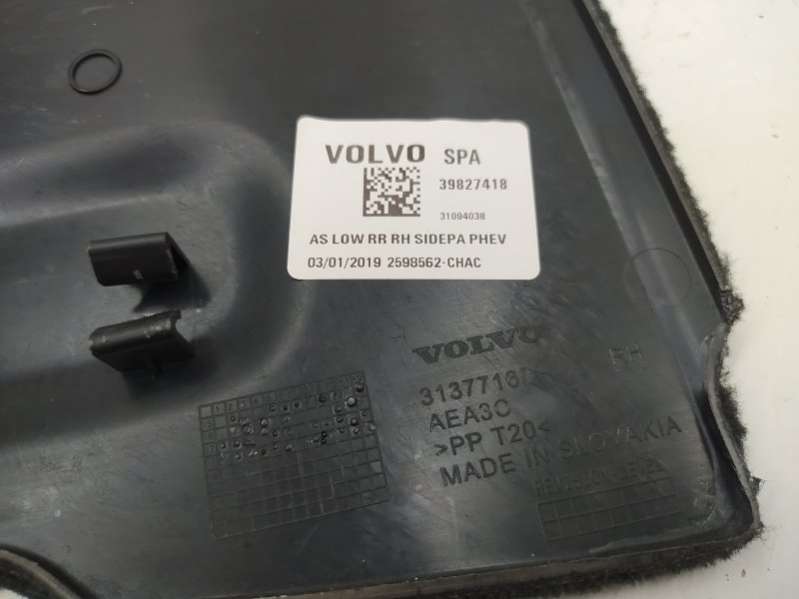 VOLVO SPA
39827418
31094038
AS LOW RR RH SIDEPA PHEV
03/01/2019 2598562-CHAC
VOLVO
RH
AEA3C
>PP T20<
MADE IN SLOVAKIA